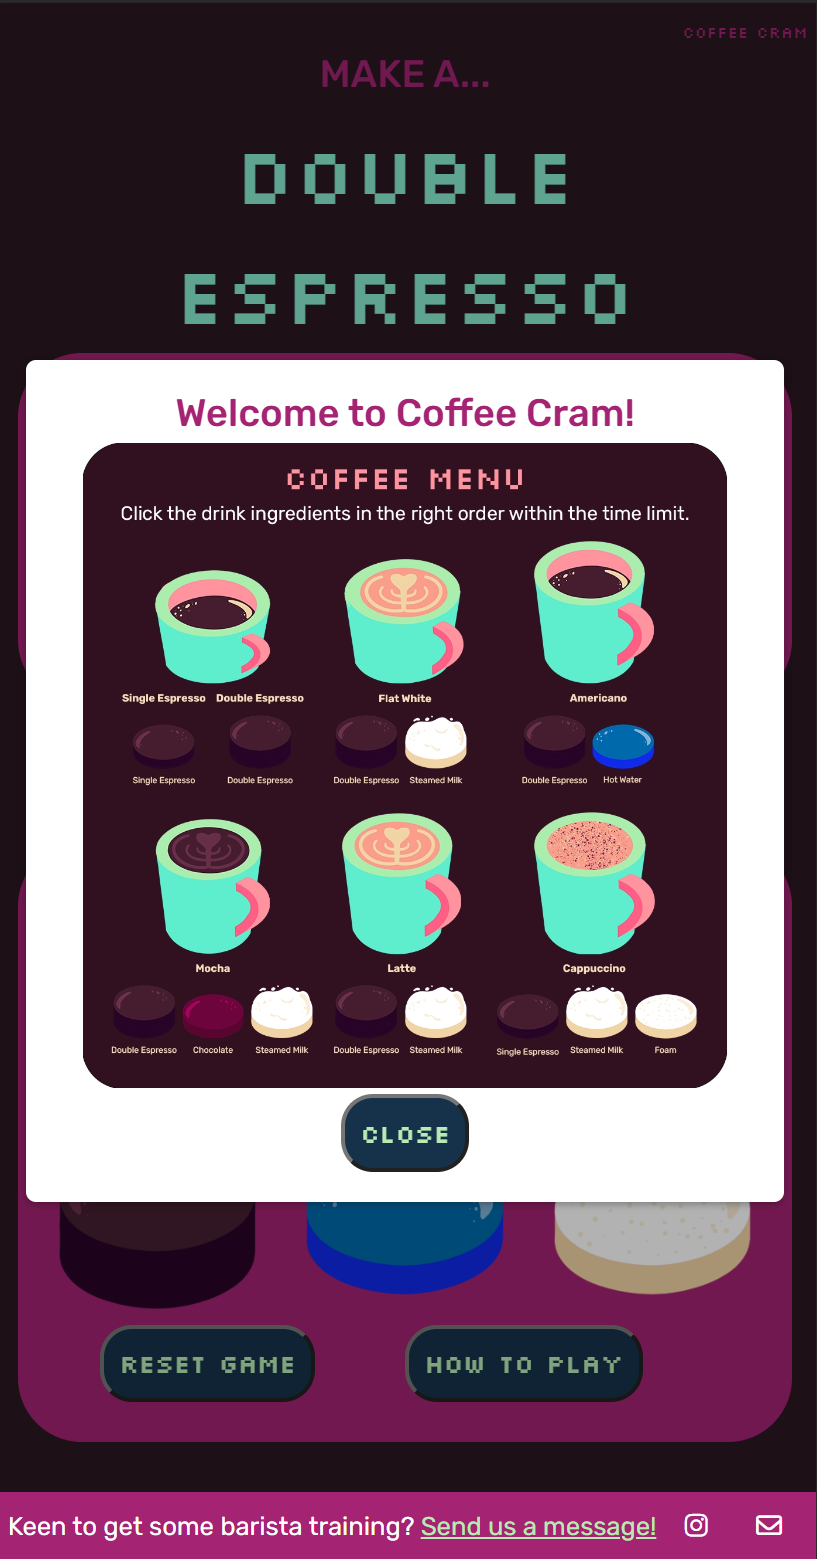 COFFEE CRAM
MAKE A...
DOUBLE
ESPRESSO
Welcome to Coffee Cram!
COFFEE MENU
Click the drink ingredients in the right order within the time limit.
Single Espresso Double Espresso Flat White Americano
Single Espresso Double Espresso Double Espresso Steamed Milk Double Espresso Hot Water
Mocha Latte Cappuccino
Double Espresso Chocolate Steamed Milk Double Espresso Steamed Milk Single Espresso Steamed Milk Foam
CLOSE
RESET GAME HOW TO PLAY
Keen to get some barista training? Send us a message!